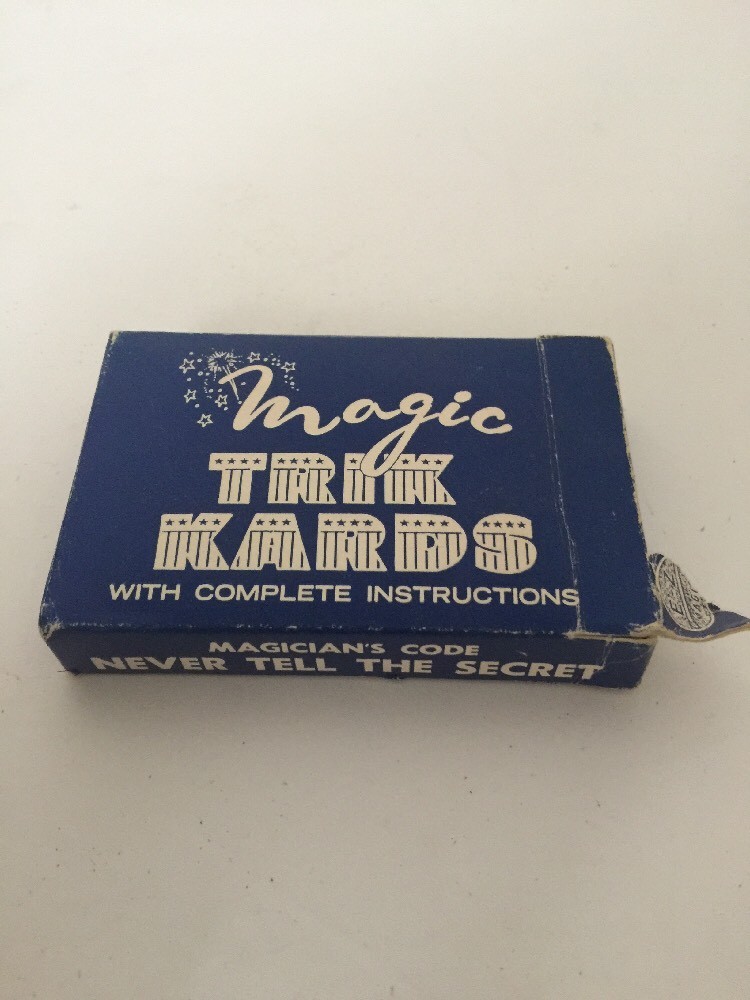 Magic
TRIK
KARDS
WITH COMPLETE INSTRUCTIONS
MAGICIAN'S CODE
NEVER TELL THE SECRET